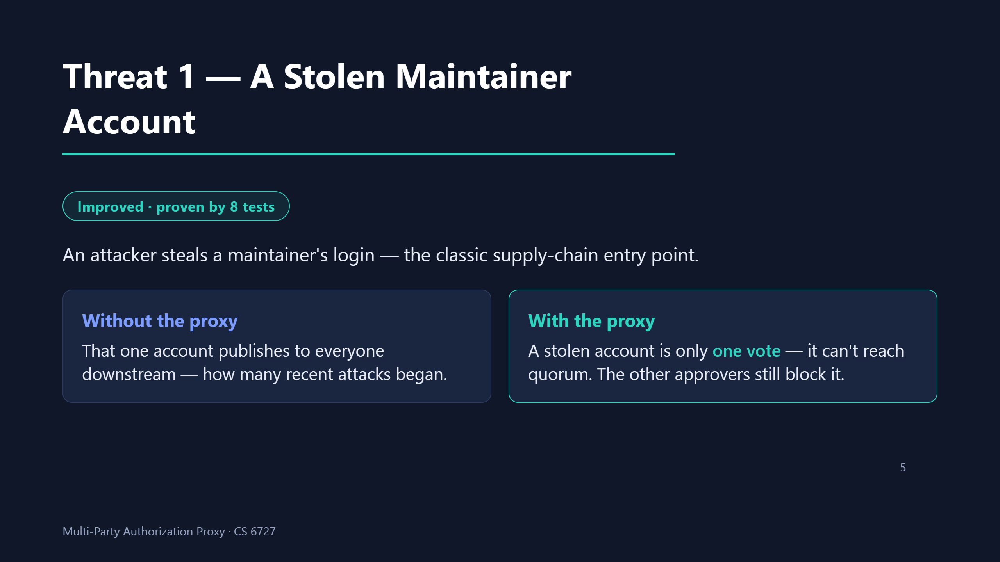 Threat 1 — A Stolen Maintainer
Account
Improved · proven by 8 tests
An attacker steals a maintainer's login — the classic supply-chain entry point.
Without the proxy
That one account publishes to everyone
downstream — how many recent attacks began.
With the proxy
A stolen account is only one vote — it can't reach
quorum. The other approvers still block it.
5
Multi-Party Authorization Proxy · CS 6727